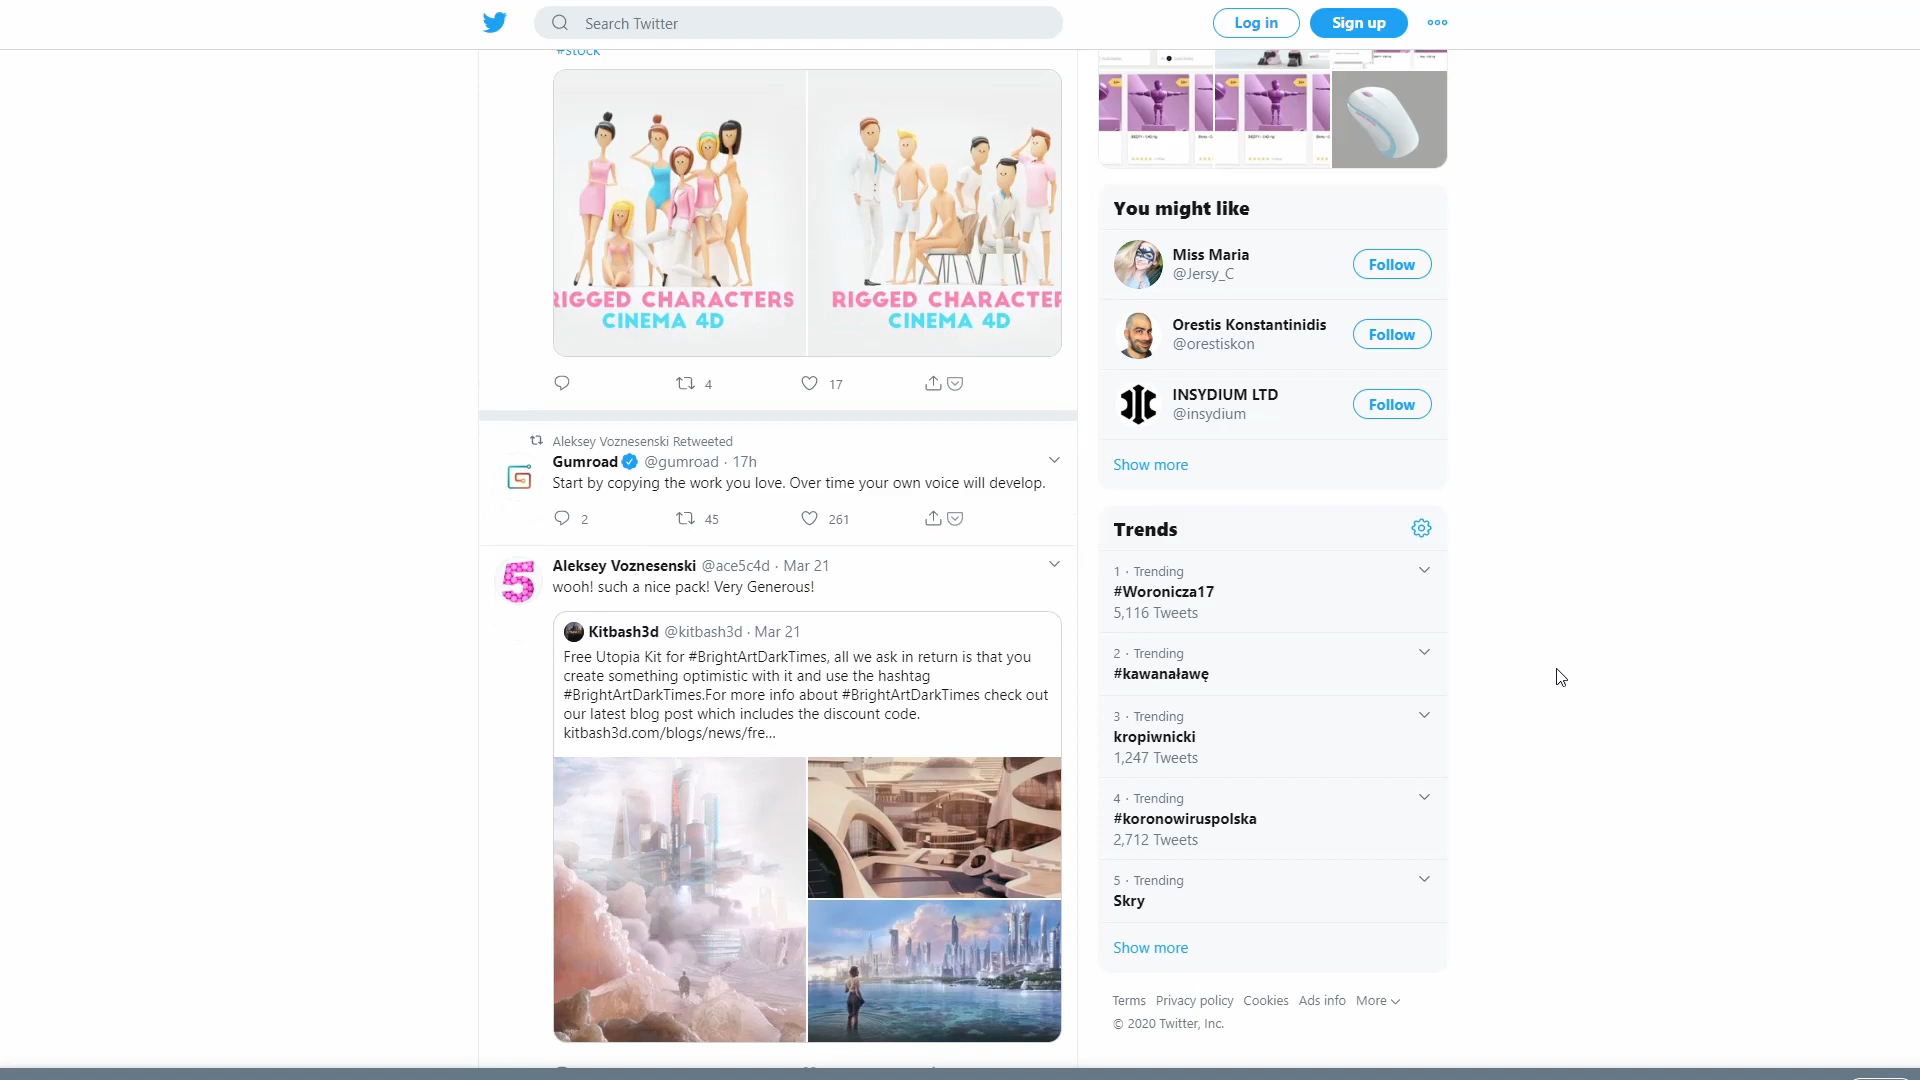 Search Twitter
Log in
Sign up
#stock
RIGGED CHARACTERS
CINEMA 4D
RIGGED CHARACTER
CINEMA 4D
4
17
Aleksey Voznesenski Retweeted
Gumroad @gumroad · 17h
Start by copying the work you love. Over time your own voice will develop.
2
45
261
Aleksey Voznesenski @ace5c4d · Mar 21
wooh! such a nice pack! Very Generous!
Kitbash3d @kitbash3d · Mar 21
Free Utopia Kit for #BrightArtDarkTimes, all we ask in return is that you
create something optimistic with it and use the hashtag
#BrightArtDarkTimes.For more info about #BrightArtDarkTimes check out
our latest blog post which includes the discount code.
kitbash3d.com/blogs/news/fre...
You might like
Miss Maria
@Jersy_C
Follow
Orestis Konstantinidis
@orestiskon
Follow
INSYDIUM LTD
@insydium
Follow
Show more
Trends
1 · Trending
#Woronicza17
5,116 Tweets
2 · Trending
#kawanaławę
3 · Trending
kropiwnicki
1,247 Tweets
4 · Trending
#koronowiruspolska
2,712 Tweets
5 · Trending
Skry
Show more
Terms Privacy policy Cookies Ads info More
© 2020 Twitter, Inc.